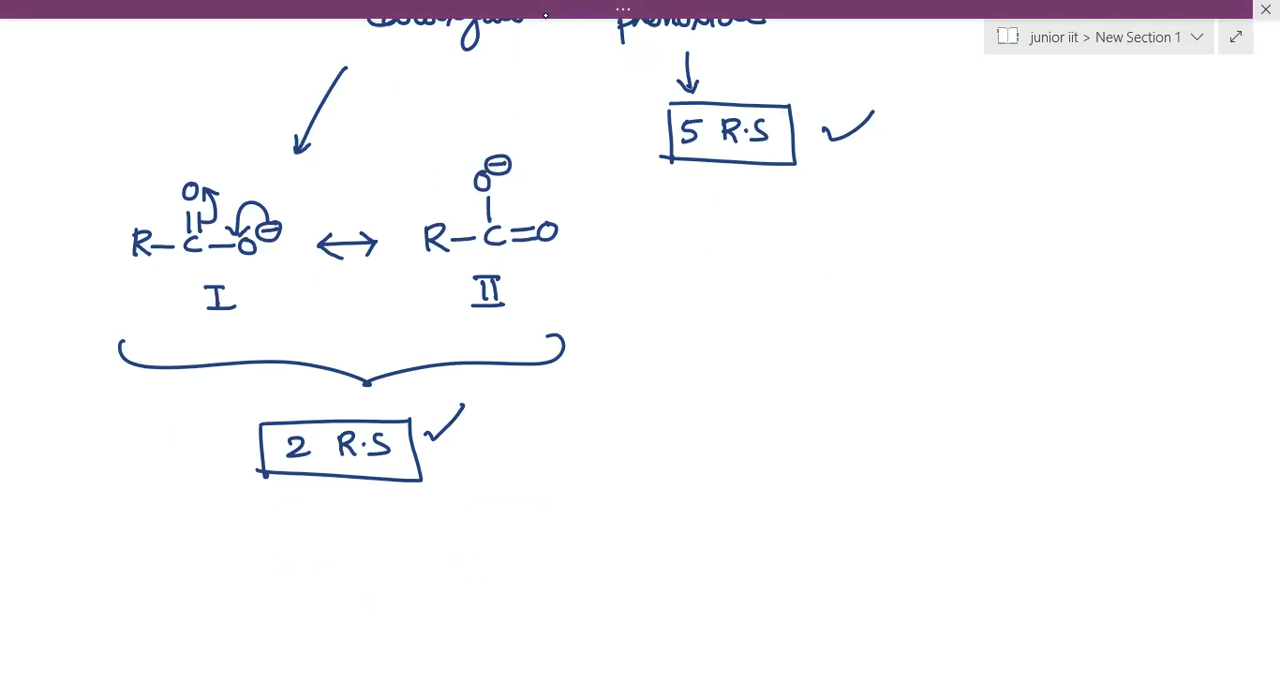 junior iit > New Section 1
5 R.S
O
R-C-O⊖ ↔
I
O⊖
R-C=O
II
2 R.S